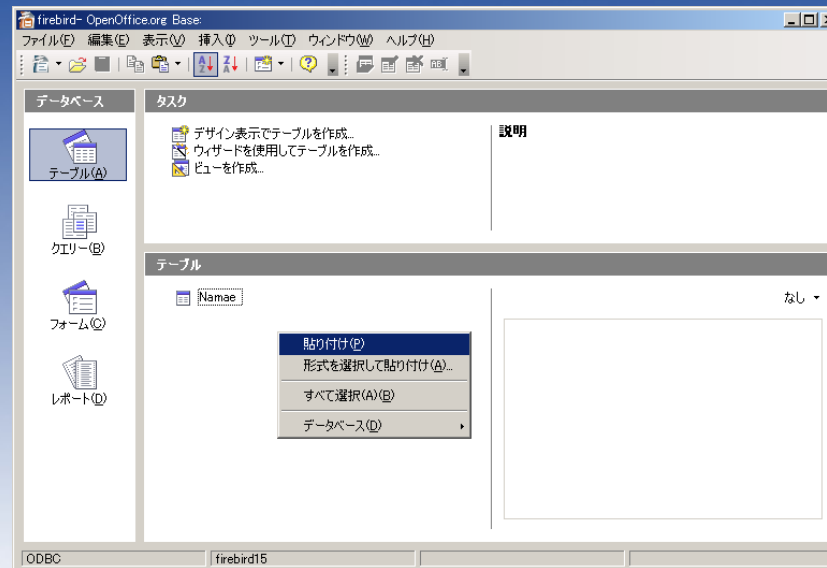 firebird- OpenOffice.org Base:
ファイル(F) 編集(E) 表示(V) 挿入(I) ツール(T) ウィンドウ(W) ヘルプ(H)
データベース
タスク
テーブル(A)
クエリー(B)
フォーム(C)
レポート(D)
デザイン表示でテーブルを作成...
ウィザードを使用してテーブルを作成...
ビューを作成...
説明
テーブル
Namae
なし
貼り付け(P)
形式を選択して貼り付け(A)...
すべて選択(A)(B)
データベース(D)
ODBC
firebird15